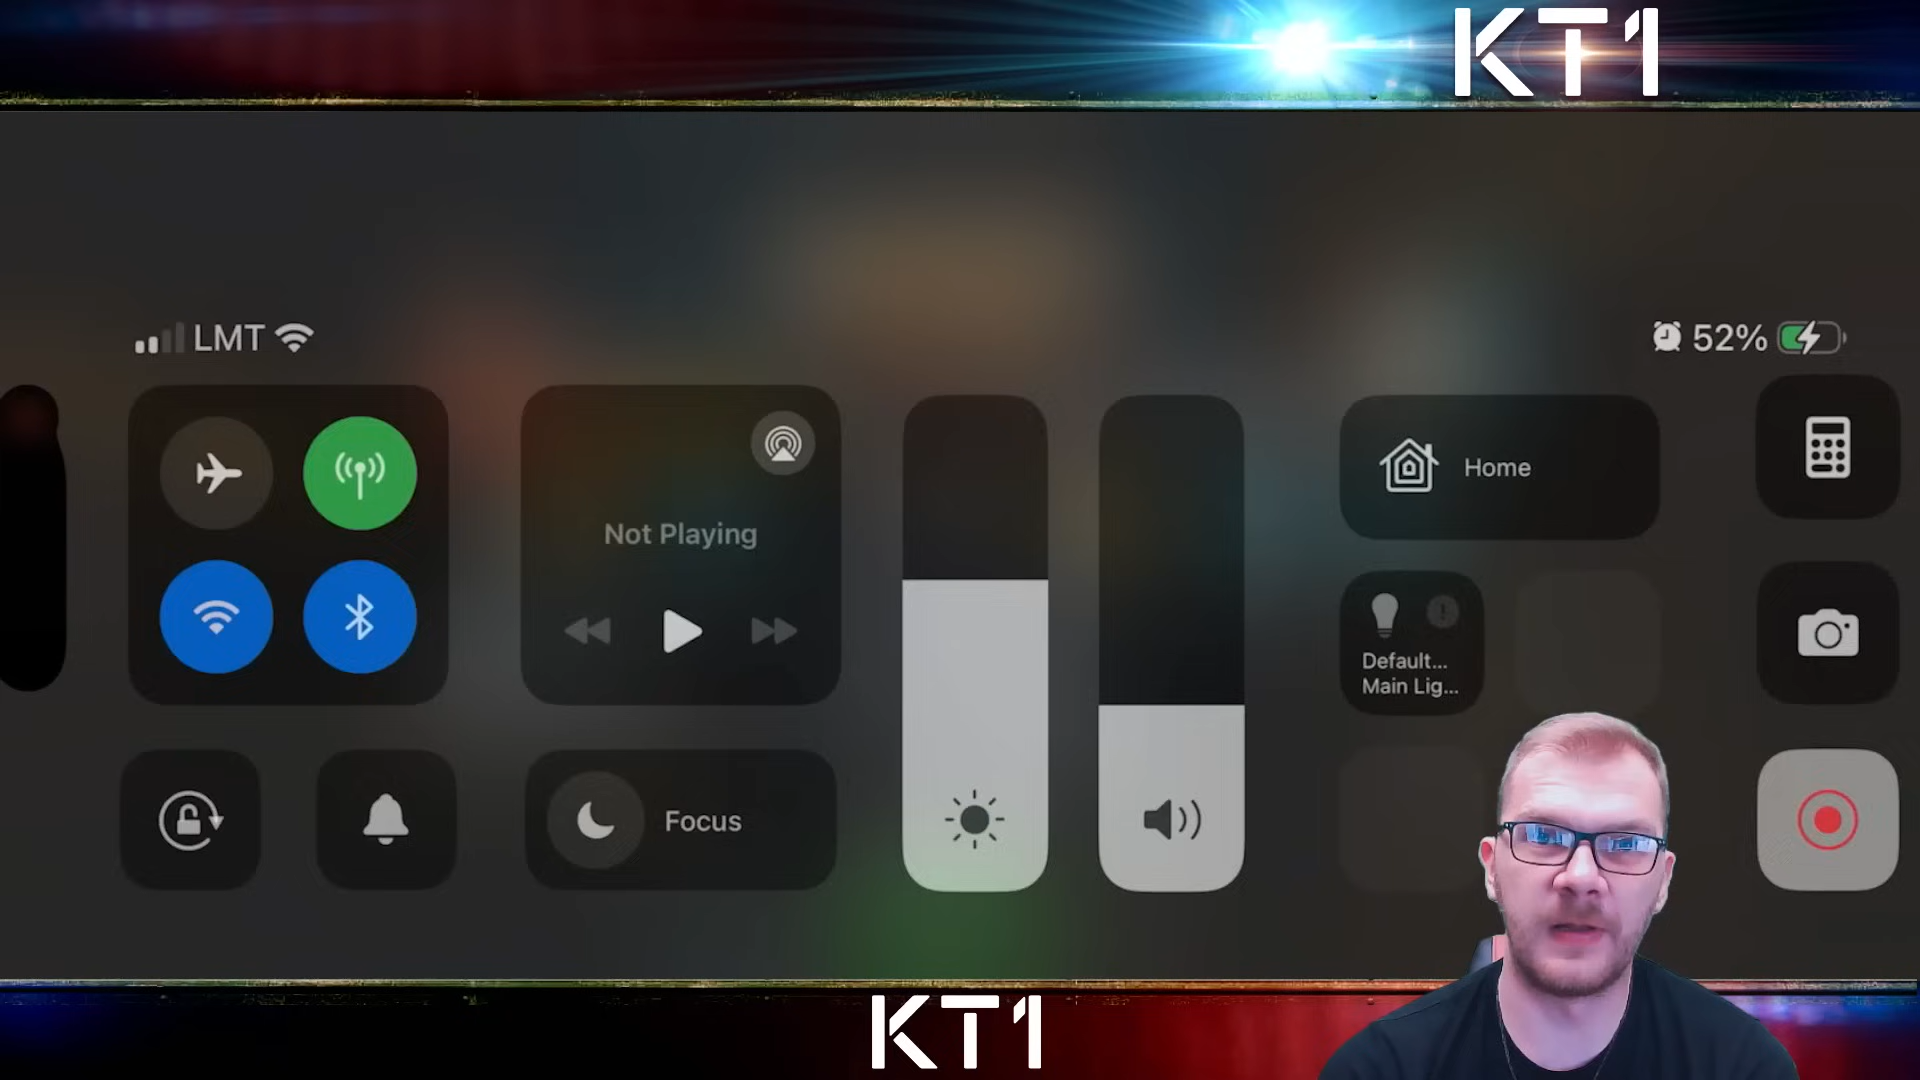 KT1
LMT
52%
Not Playing
Home
Default...
Main Lig...
Focus
KT1